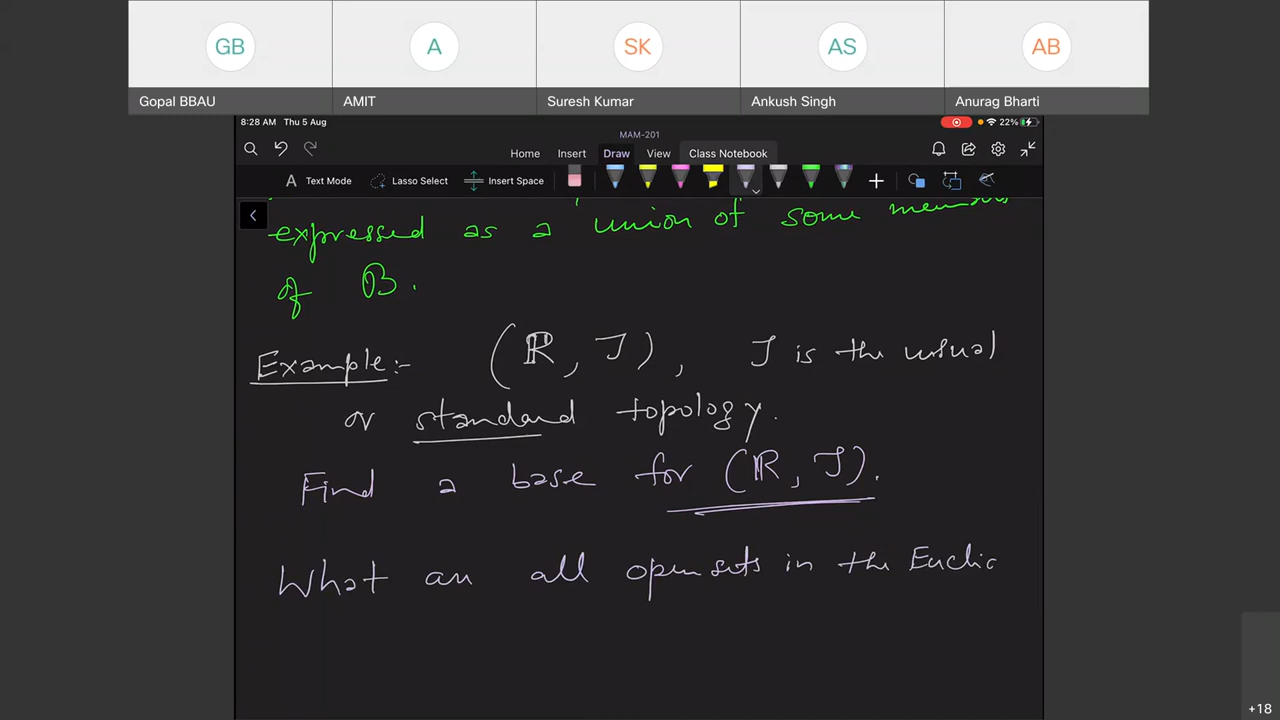 GB
A
SK
AS
AB
Gopal BBAU
AMIT
Suresh Kumar
Ankush Singh
Anurag Bharti
8:28 AM Thu 5 Aug
22%
MAM-201
Home Insert Draw View Class Notebook
Text Mode Lasso Select Insert Space
expressed as a union of some members
of B.
Example:- (ℝ, J), J is the usual
or standard topology.
Find a base for (ℝ, J).
What an all open sets in the Euclic
+18